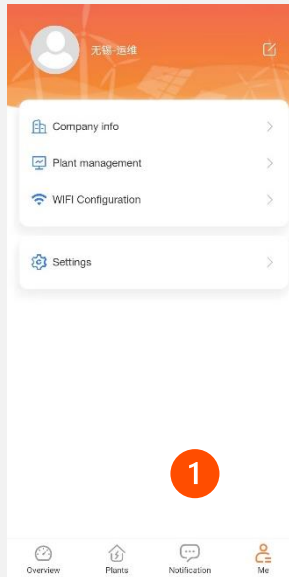 无锡-运维
Company info
Plant management
WIFI Configuration
Settings
1
Overview Plants Notification Me